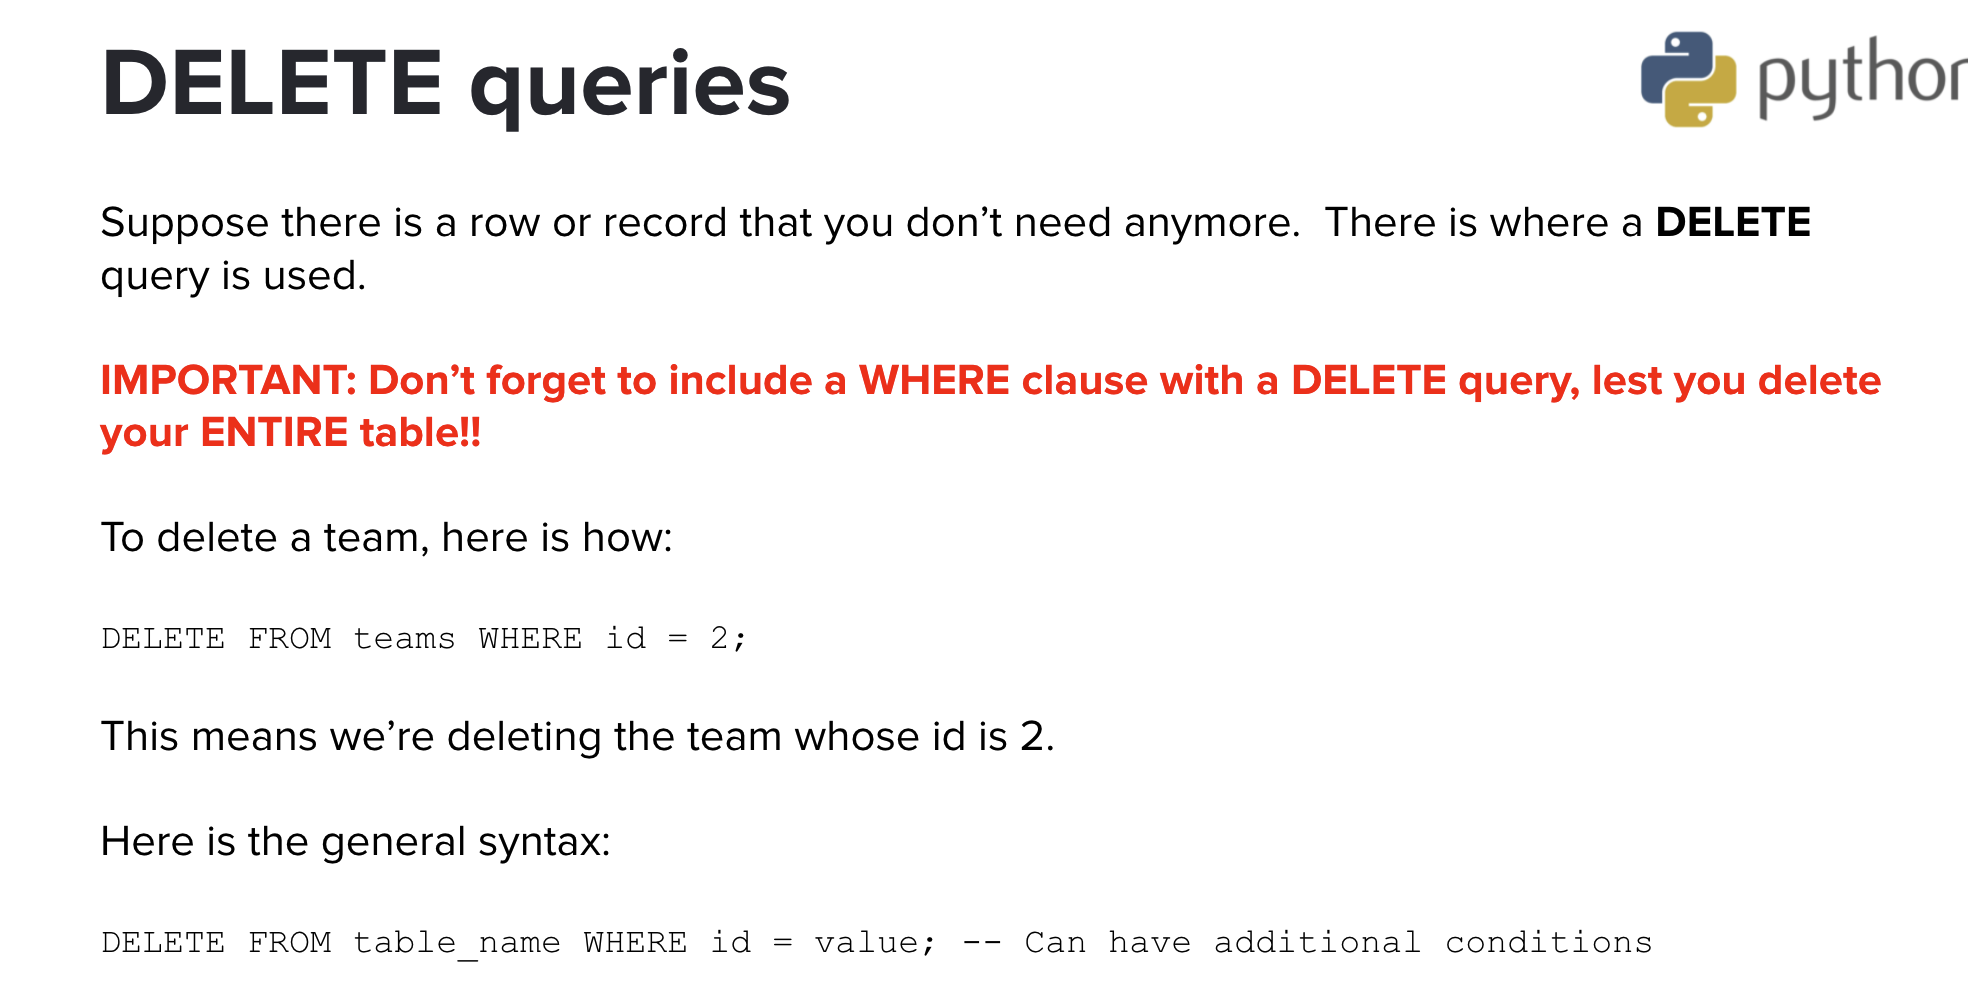 DELETE queries
Suppose there is a row or record that you don’t need anymore.  There is where a DELETE
query is used.
IMPORTANT: Don’t forget to include a WHERE clause with a DELETE query, lest you delete
your ENTIRE table!!
To delete a team, here is how:
DELETE FROM teams WHERE id = 2;
This means we’re deleting the team whose id is 2.
Here is the general syntax:
DELETE FROM table_name WHERE id = value; -- Can have additional conditions